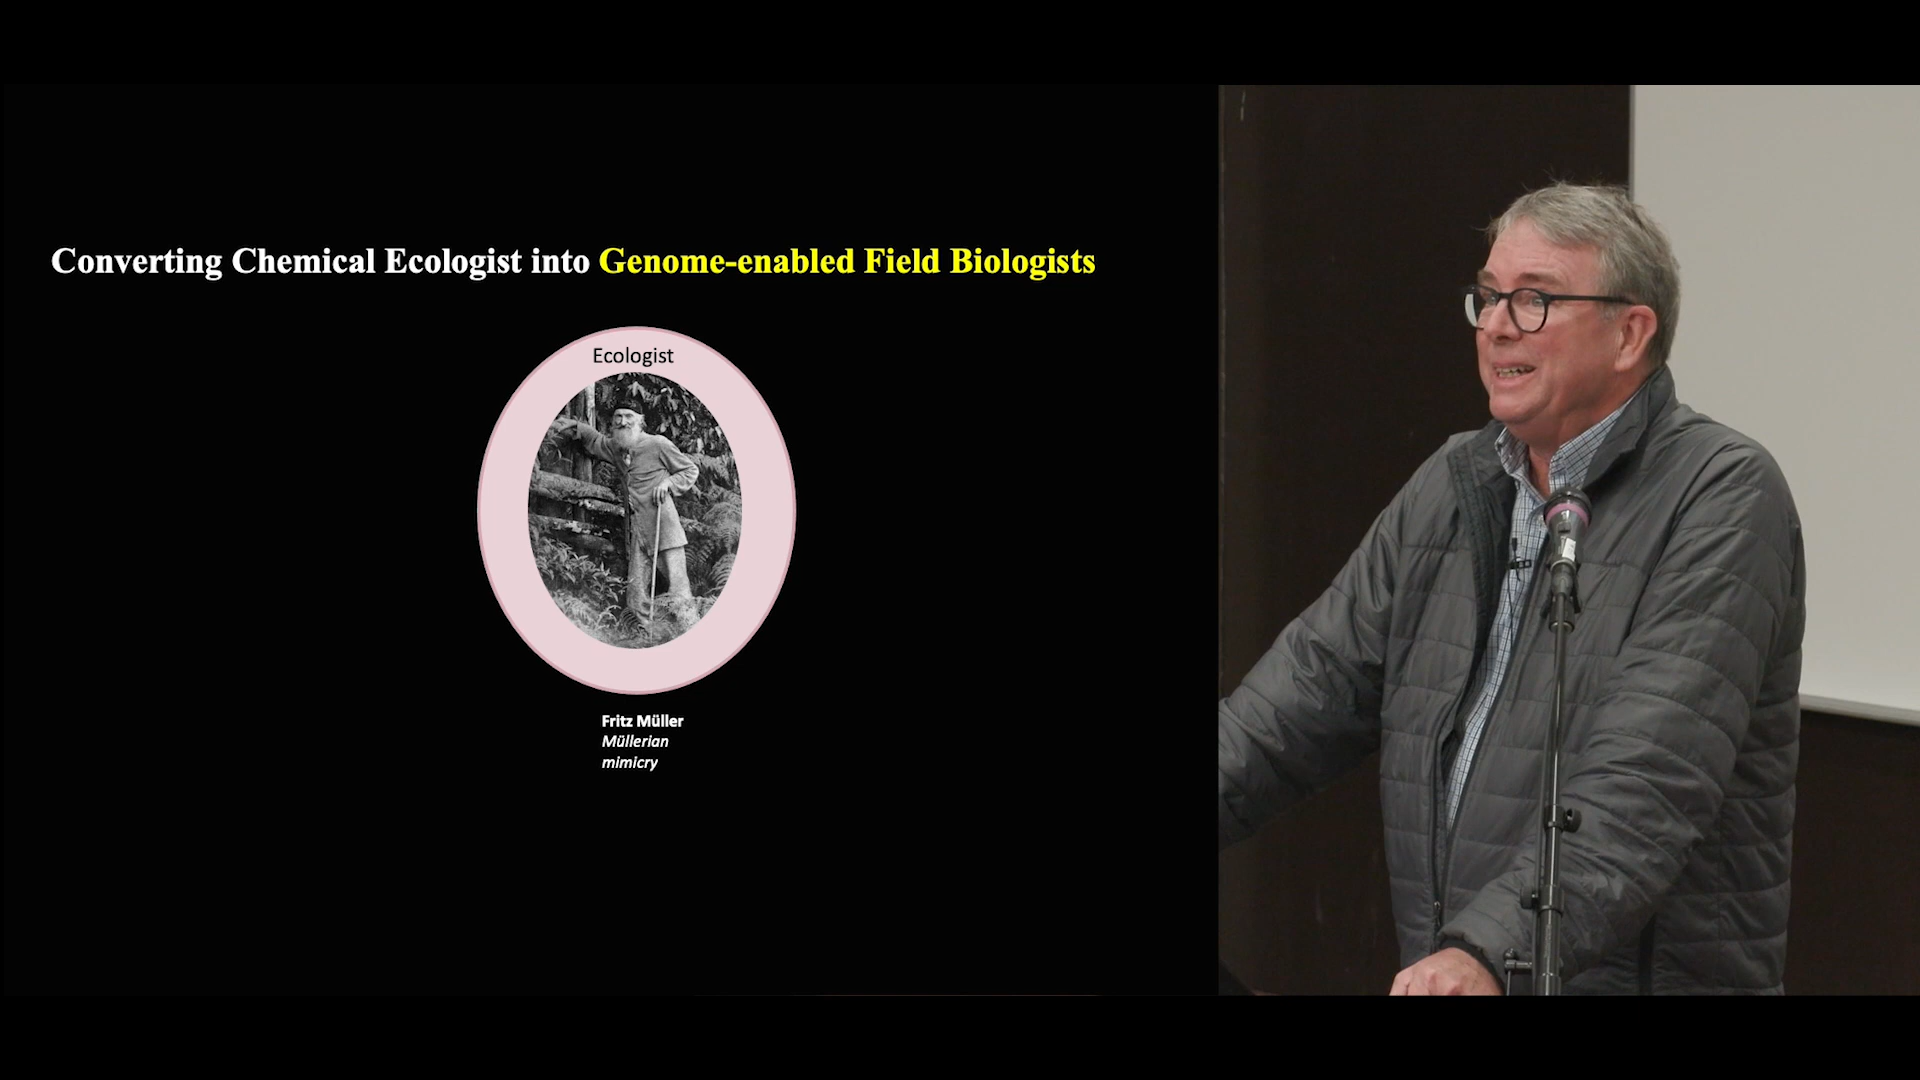 Converting Chemical Ecologist into Genome-enabled Field Biologists
Ecologist
Fritz Müller
Müllerian
mimicry